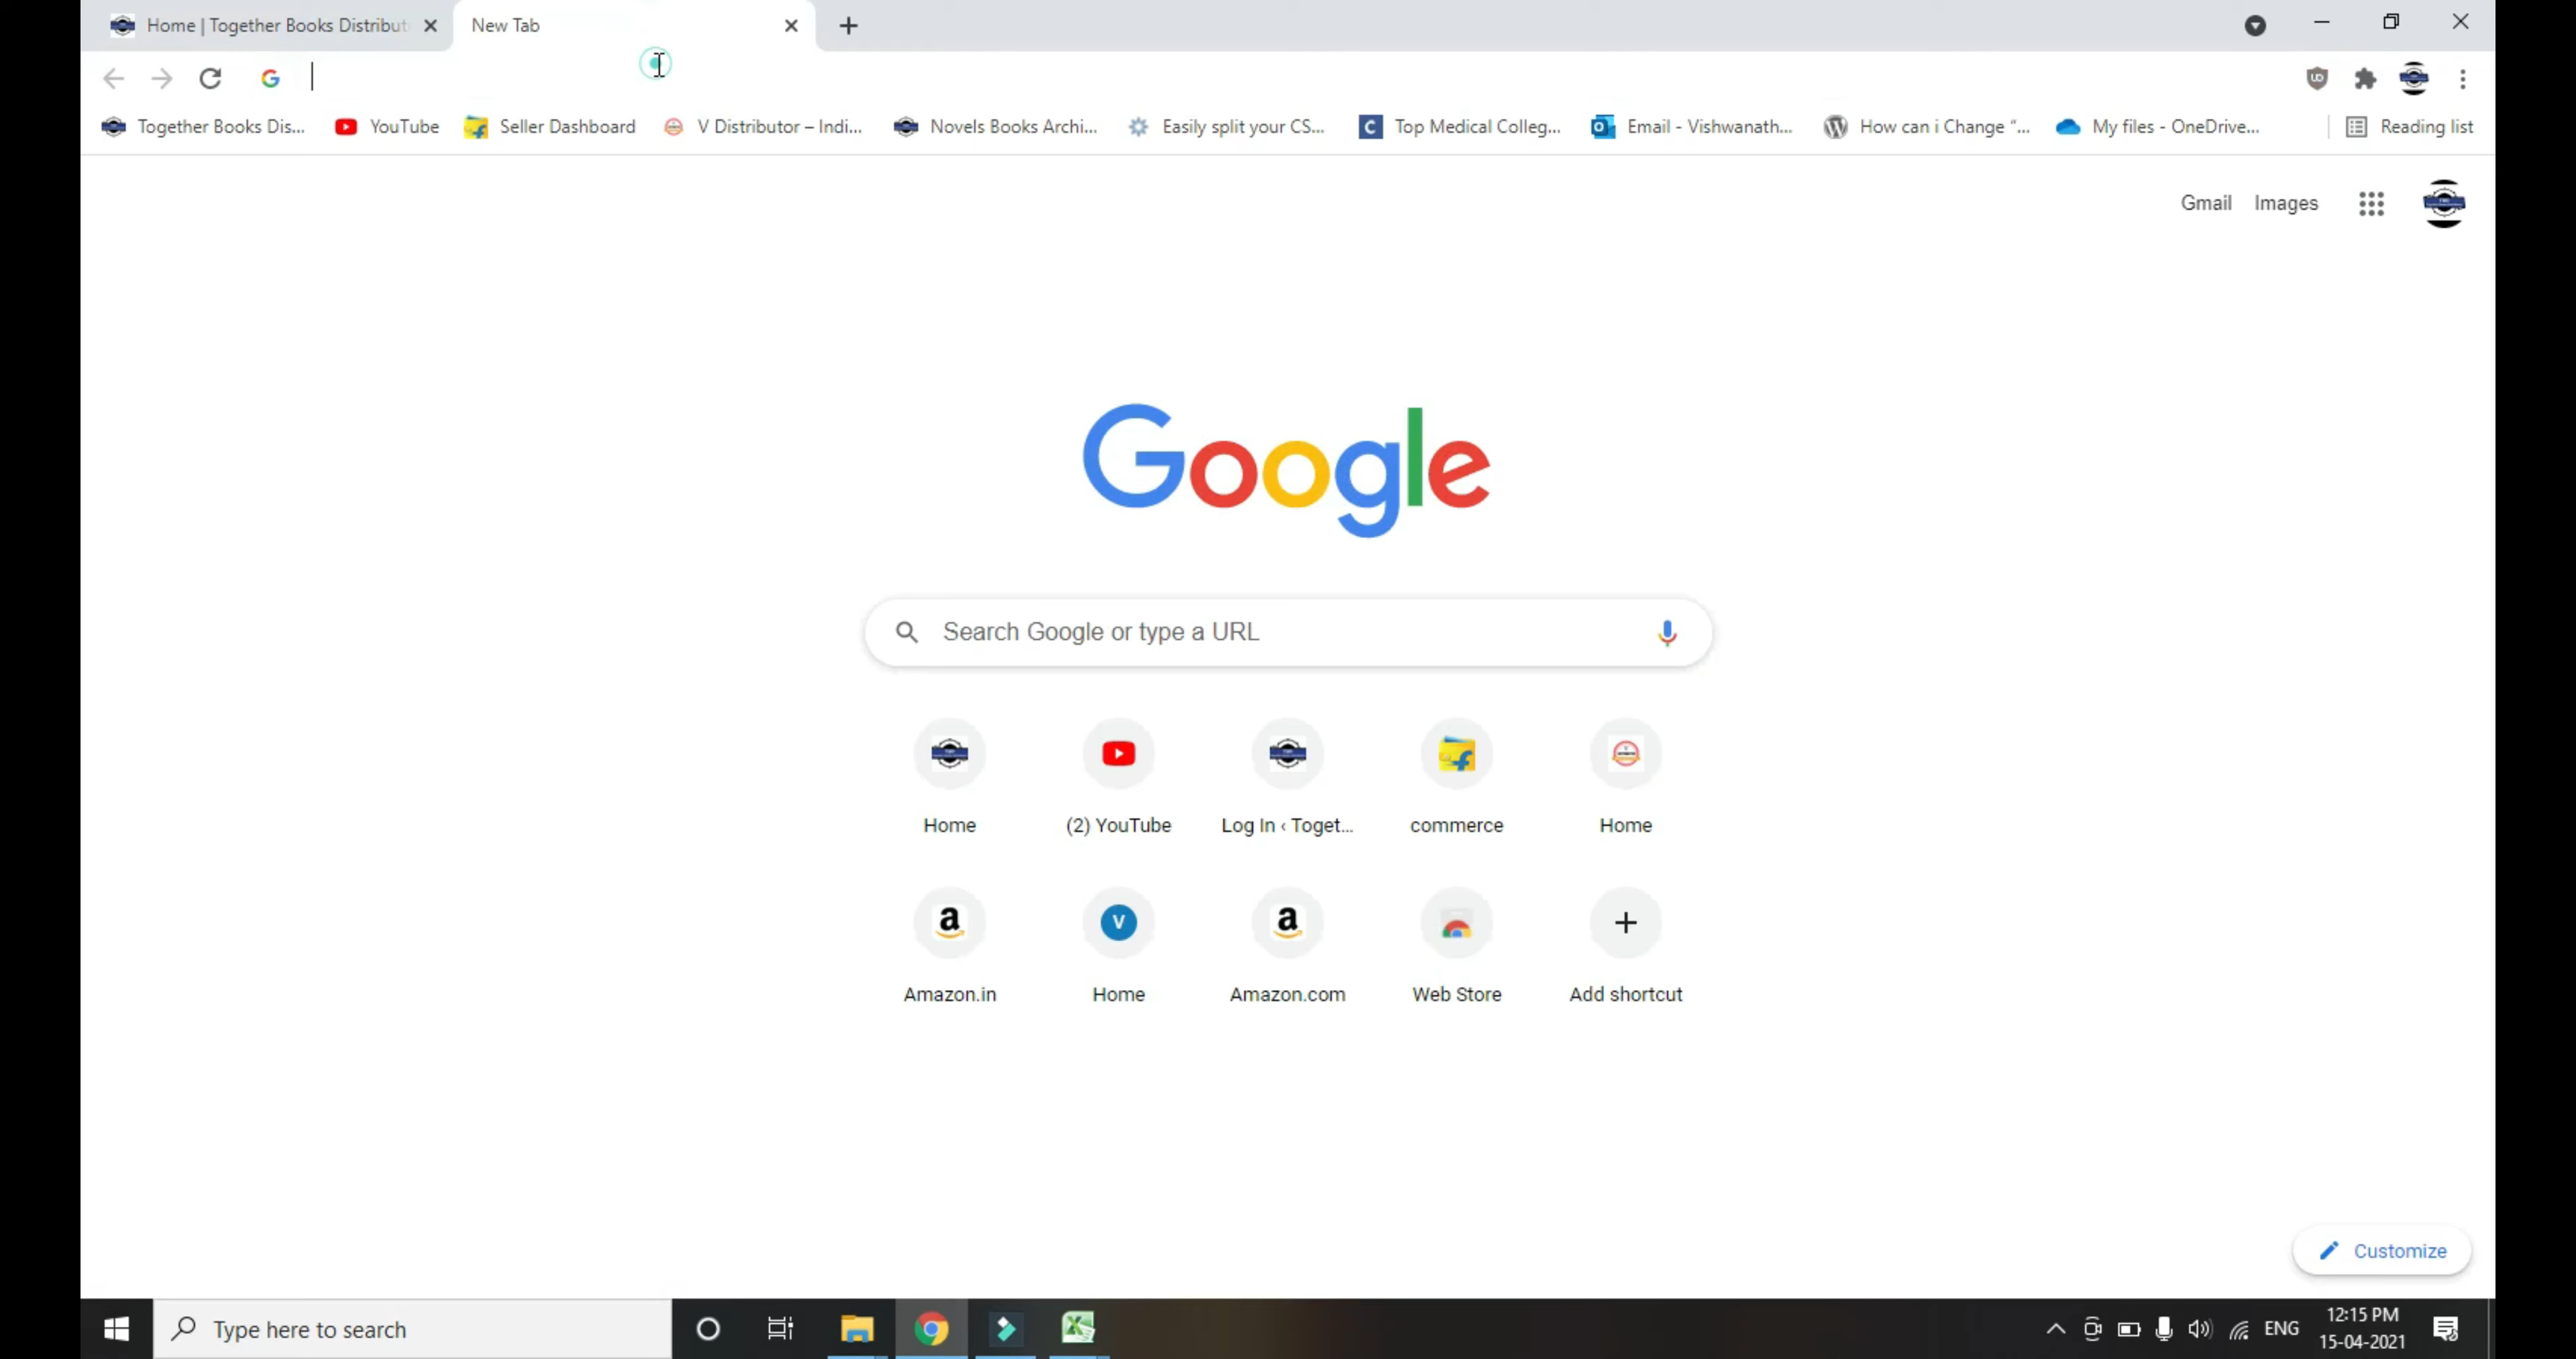 Home | Together Books Distribut
New Tab
Together Books Dis...
YouTube
Seller Dashboard
V Distributor – Indi...
Novels Books Archi...
Easily split your CS...
Top Medical Colleg...
Email - Vishwanath...
How can i Change “...
My files - OneDrive...
Reading list
Gmail
Images
Google
Search Google or type a URL
Home
(2) YouTube
Log In ‹ Toget...
commerce
Home
Amazon.in
Home
Amazon.com
Web Store
Add shortcut
Customize
Type here to search
ENG
12:15 PM
15-04-2021